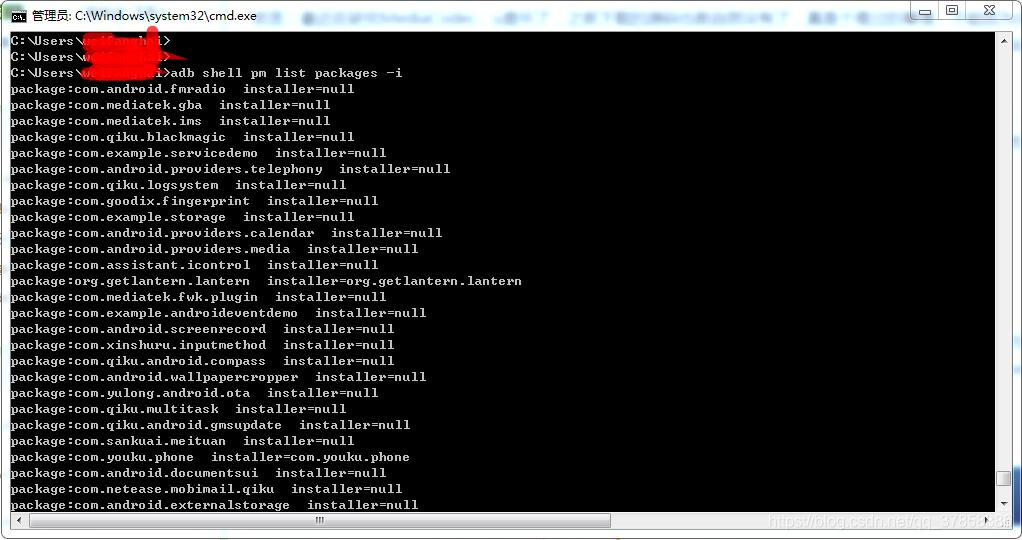 管理员: C:\Windows\system32\cmd.exe
C:\Users\
C:\Users\
C:\Users\ >adb shell pm list packages -i
package:com.android.fmradio  installer=null
package:com.mediatek.gba  installer=null
package:com.mediatek.ims  installer=null
package:com.qiku.blackmagic  installer=null
package:com.example.servicedemo  installer=null
package:com.android.providers.telephony  installer=null
package:com.qiku.logsystem  installer=null
package:com.goodix.fingerprint  installer=null
package:com.example.storage  installer=null
package:com.android.providers.calendar  installer=null
package:com.android.providers.media  installer=null
package:com.assistant.icontrol  installer=null
package:org.getlantern.lantern  installer=org.getlantern.lantern
package:com.mediatek.fwk.plugin  installer=null
package:com.example.androideventdemo  installer=null
package:com.android.screenrecord  installer=null
package:com.xinshuru.inputmethod  installer=null
package:com.qiku.android.compass  installer=null
package:com.android.wallpapercropper  installer=null
package:com.yulong.android.ota  installer=null
package:com.qiku.multitask  installer=null
package:com.qiku.android.gmsupdate  installer=null
package:com.sankuai.meituan  installer=null
package:com.youku.phone  installer=com.youku.phone
package:com.android.documentsui  installer=null
package:com.netease.mobimail.qiku  installer=null
package:com.android.externalstorage  installer=null